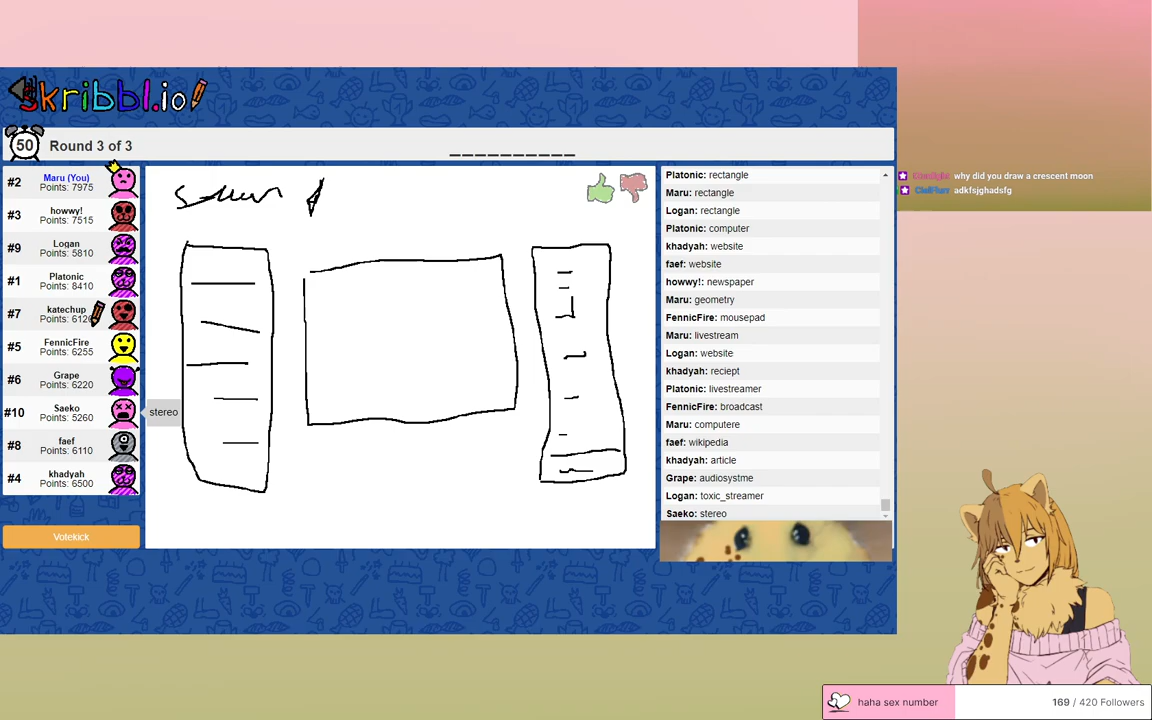 skribbl.io
50 Round 3 of 3
__________
#2 Maru (You) Points: 7975
#3 howwy! Points: 7515
#9 Logan Points: 5810
#1 Platonic Points: 8410
#7 katechup Points: 6120
#5 FennicFire Points: 6255
#6 Grape Points: 6220
#10 Saeko Points: 5260
stereo
#8 faef Points: 6110
#4 khadyah Points: 6500
Votekick
Platonic: rectangle
Maru: rectangle
Logan: rectangle
Platonic: computer
khadyah: website
faef: website
howwy!: newspaper
Maru: geometry
FennicFire: mousepad
Maru: livestream
Logan: website
khadyah: reciept
Platonic: livestreamer
FennicFire: broadcast
Maru: computere
faef: wikipedia
khadyah: article
Grape: audiosystme
Logan: toxic_streamer
Saeko: stereo
why did you draw a crescent moon
adkfsjghadsfg
haha sex number 169 / 420 Followers